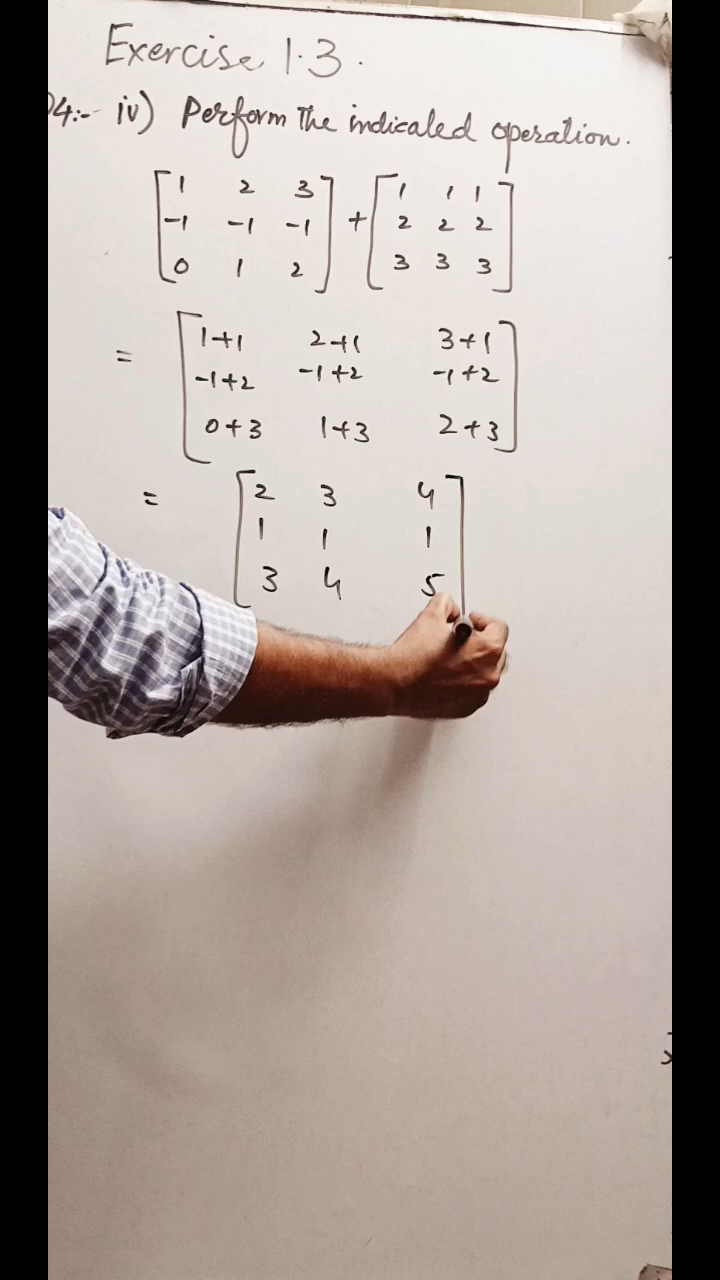 Exercise 1.3.
Q4:- iv) Perform the indicated operation.
1 2 3 1 1 1
-1 -1 -1 + 2 2 2
0 1 2 3 3 3
1+1 2+1 3+1
= -1+2 -1+2 -1+2
0+3 1+3 2+3
= 2 3 4
1 1 1
3 4 5